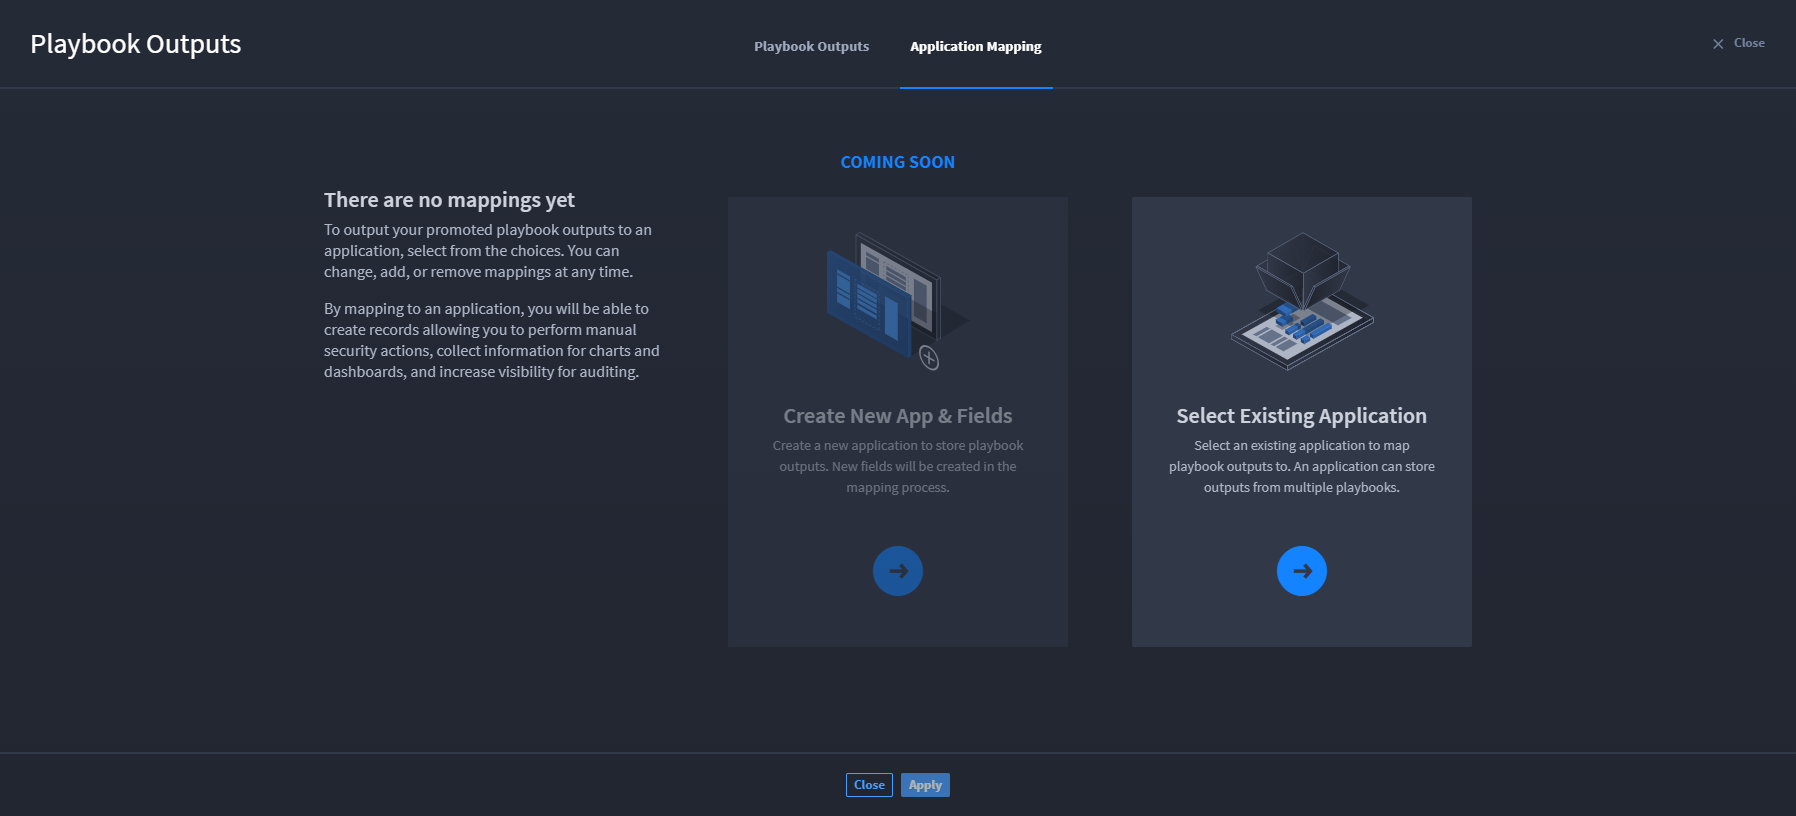 Playbook Outputs
Playbook Outputs
Application Mapping
Close
There are no mappings yet
To output your promoted playbook outputs to an
application, select from the choices. You can
change, add, or remove mappings at any time.
By mapping to an application, you will be able to
create records allowing you to perform manual
security actions, collect information for charts and
dashboards, and increase visibility for auditing.
COMING SOON
Create New App & Fields
Create a new application to store playbook
outputs. New fields will be created in the
mapping process.
Select Existing Application
Select an existing application to map
playbook outputs to. An application can store
outputs from multiple playbooks.
Close
Apply